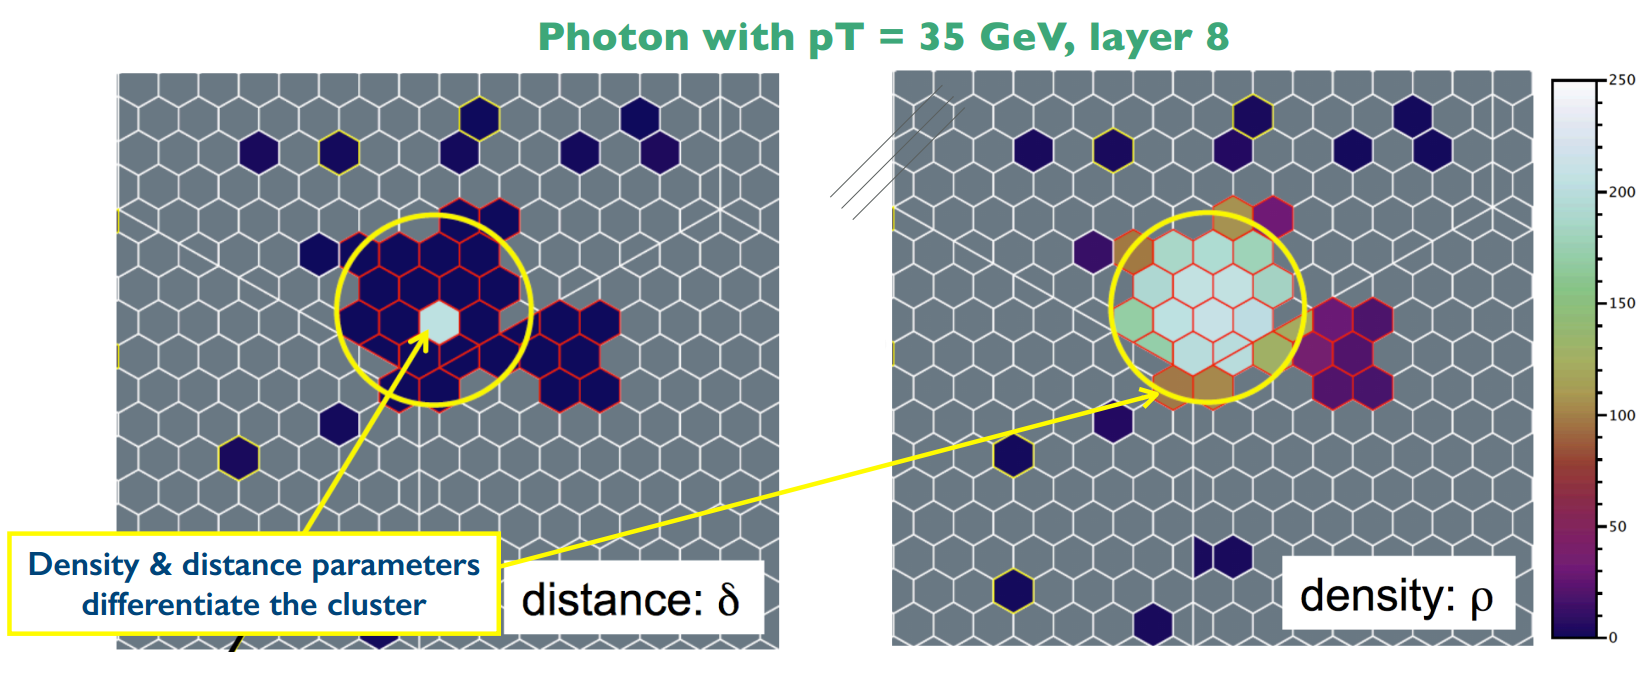 Photon with pT = 35 GeV, layer 8
250
200
150
100
50
0
Density & distance parameters
differentiate the cluster
distance: δ
density: ρ